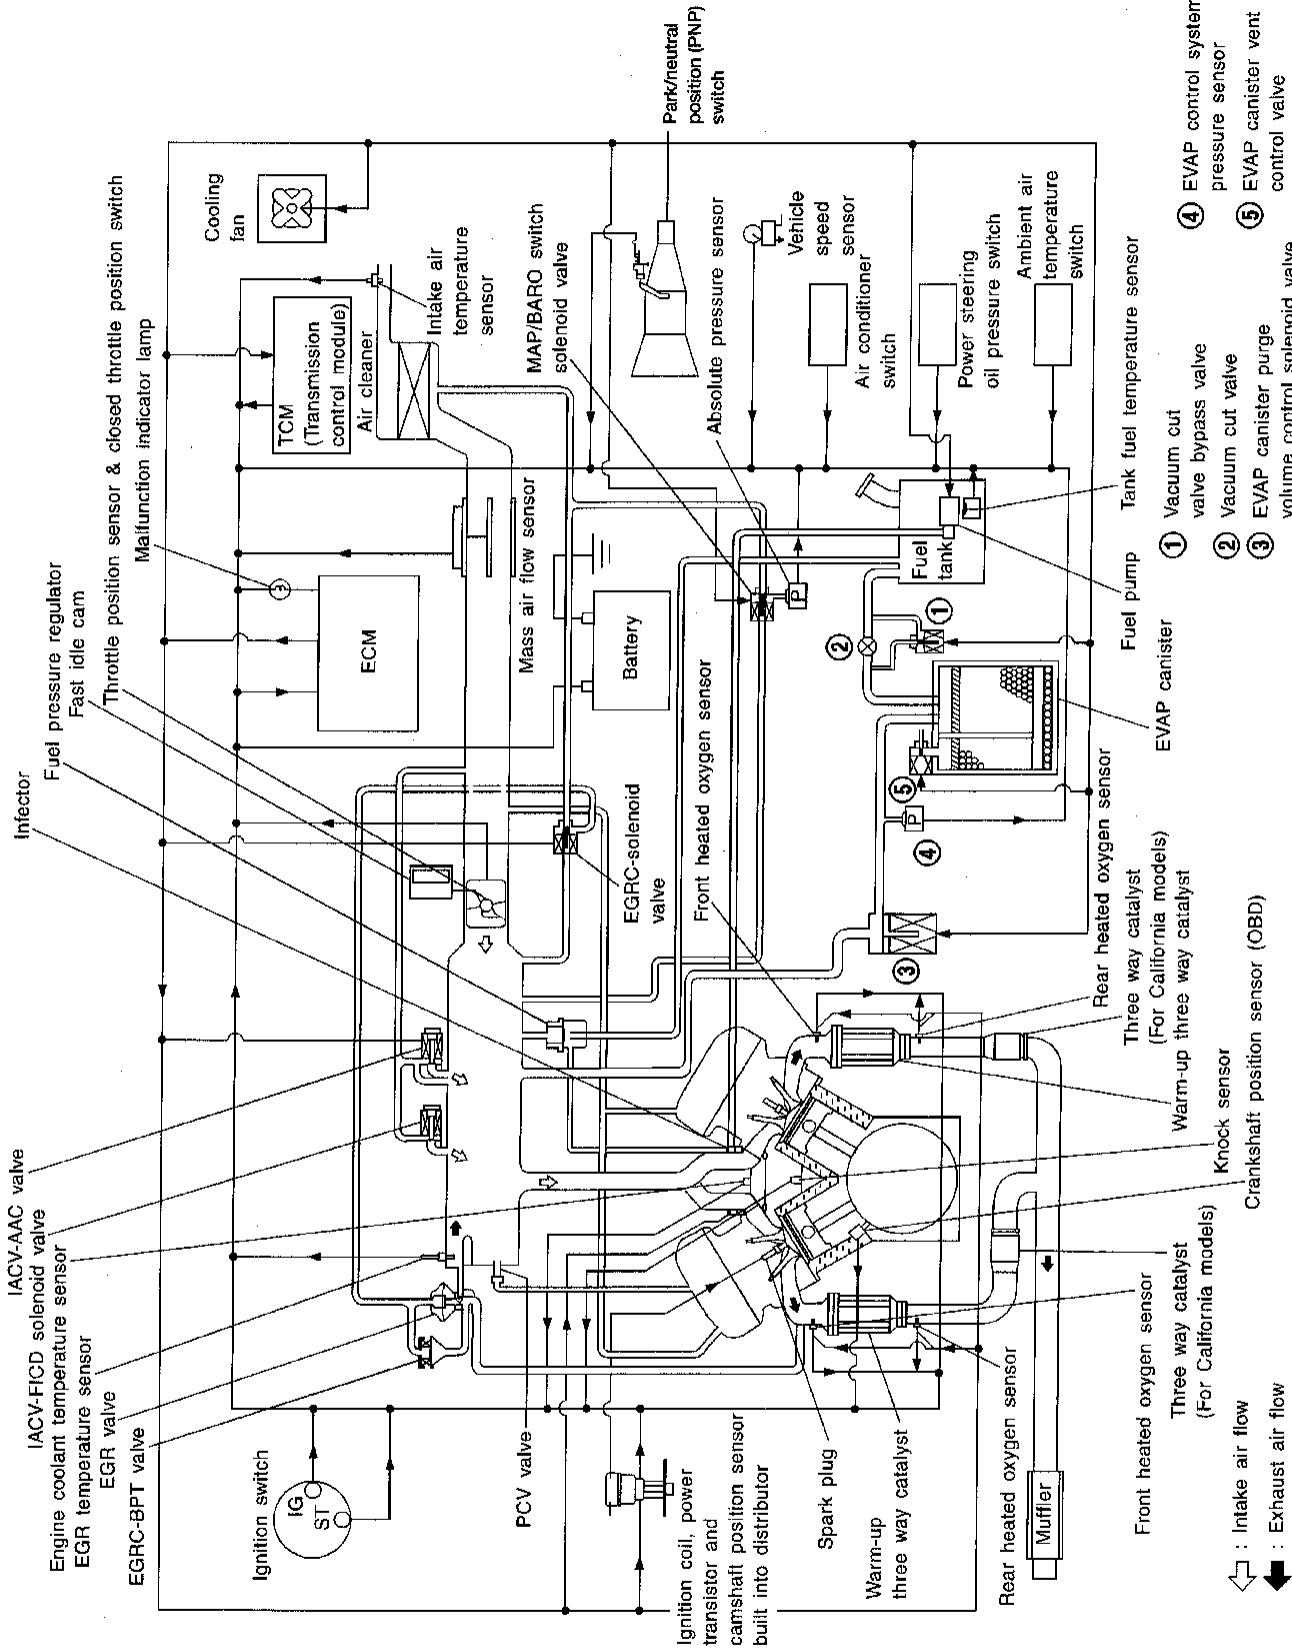 IACV-AAC valve
IACV-FICD solenoid valve
Engine coolant temperature sensor
EGR temperature sensor
EGR valve
EGRC-BPT valve
Infector
Fuel pressure regulator
Fast idle cam
Throttle position sensor & closed throttle position switch
Malfunction indicator lamp
Cooling
fan
TCM
(Transmission
control module)
Air cleaner
Intake air
temperature
sensor
ECM
Mass air flow sensor
Battery
Ignition switch
IG
ST
PCV valve
EGRC-solenoid
valve
MAP/BARO switch
solenoid valve
Absolute pressure sensor
Park/neutral
position (PNP)
switch
Vehicle
speed
sensor
Air conditioner
switch
Power steering
oil pressure switch
Ambient air
temperature
switch
Front heated oxygen sensor
P
Fuel
tank
1
2
5
P
4
3
Ignition coil, power
transistor and
camshaft position sensor
built into distributor
Spark plug
Warm-up
three way catalyst
Rear heated oxygen sensor
Muffler
Front heated oxygen sensor
Three way catalyst
(For California models)
Knock sensor
Crankshaft position sensor (OBD)
Rear heated oxygen sensor
Three way catalyst
(For California models)
Warm-up three way catalyst
EVAP canister
Fuel pump
Tank fuel temperature sensor
: Intake air flow
: Exhaust air flow
1 Vacuum cut
valve bypass valve
2 Vacuum cut valve
3 EVAP canister purge
volume control solenoid valve
4 EVAP control system
pressure sensor
5 EVAP canister vent
control valve